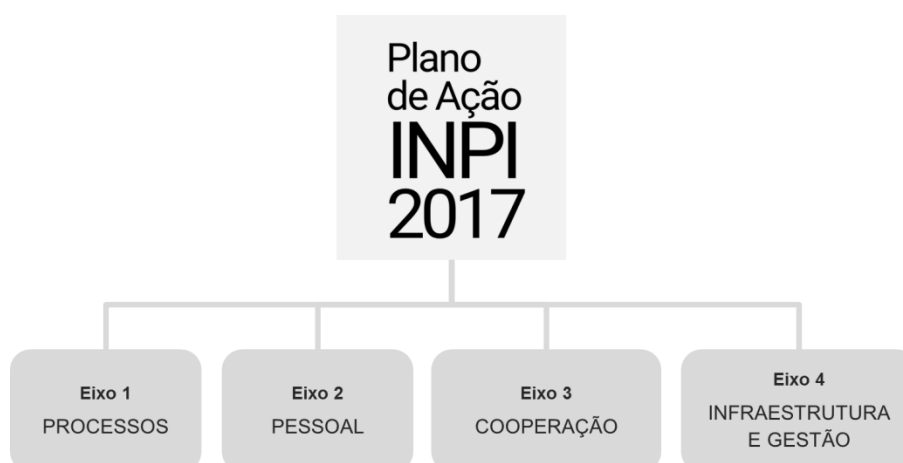 Plano
de Ação
INPI
2017
Eixo 1
PROCESSOS
Eixo 2
PESSOAL
Eixo 3
COOPERAÇÃO
Eixo 4
INFRAESTRUTURA
E GESTÃO